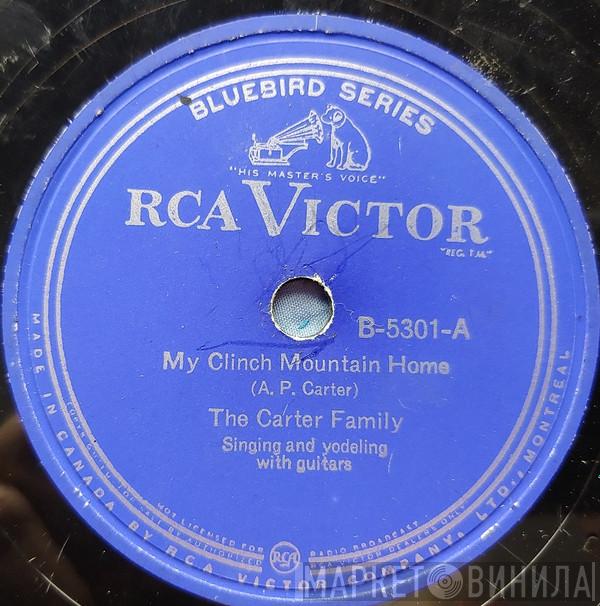 BLUEBIRD SERIES
"HIS MASTER'S VOICE"
RCA VICTOR
"REG. T.M."
B-5301-A
My Clinch Mountain Home
(A. P. Carter)
The Carter Family
Singing and yodeling
with guitars
MADE IN CANADA BY RCA VICTOR COMPANY, LTD., MONTREAL
NOT LICENSED FOR RADIO BROADCAST
RCA
МАРКЕТ ВИНИЛА